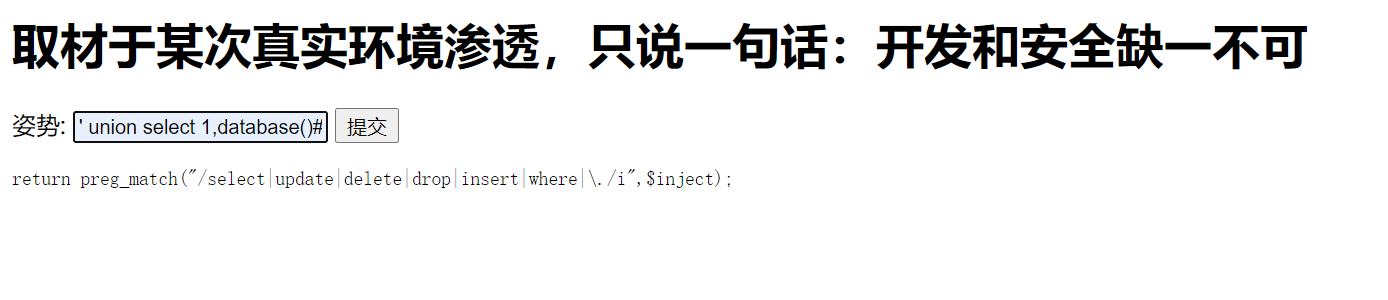 取材于某次真实环境渗透，只说一句话：开发和安全缺一不可
姿势: ' union select 1,database()# 提交
return preg_match("/select|update|delete|drop|insert|where|\./i",$inject);